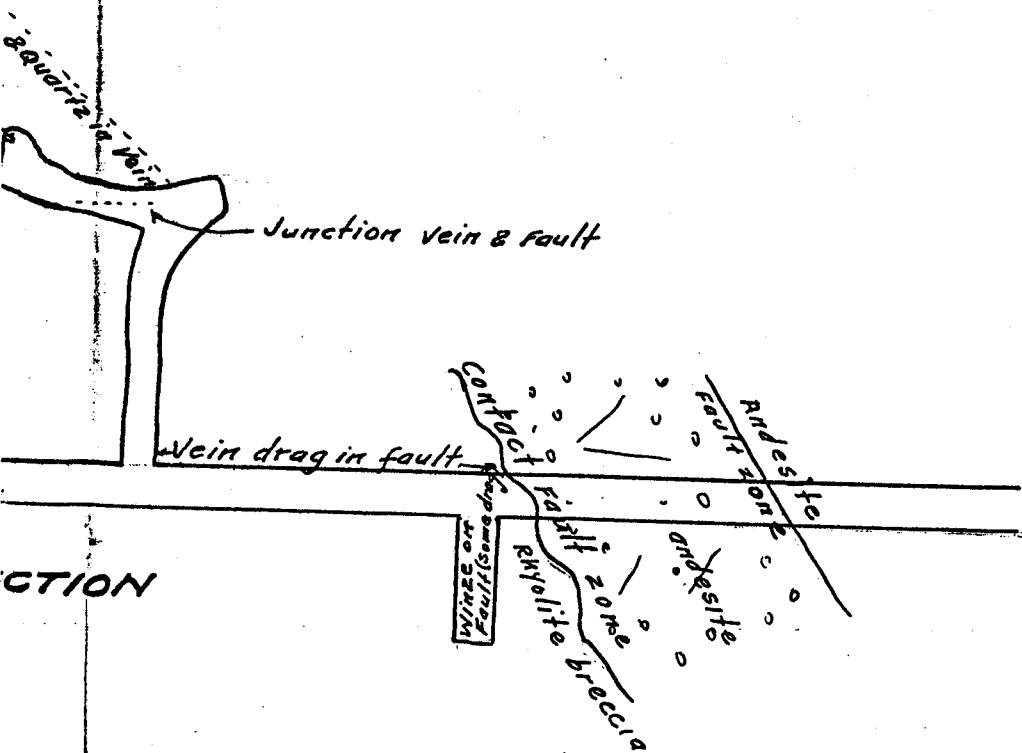 & quartz in vein
Junction vein & fault
Contact
Vein drag in fault
Andesite
fault zone
Winze on
Fault (some drag
fault zone
andesite
Rhyolite breccia
CTION